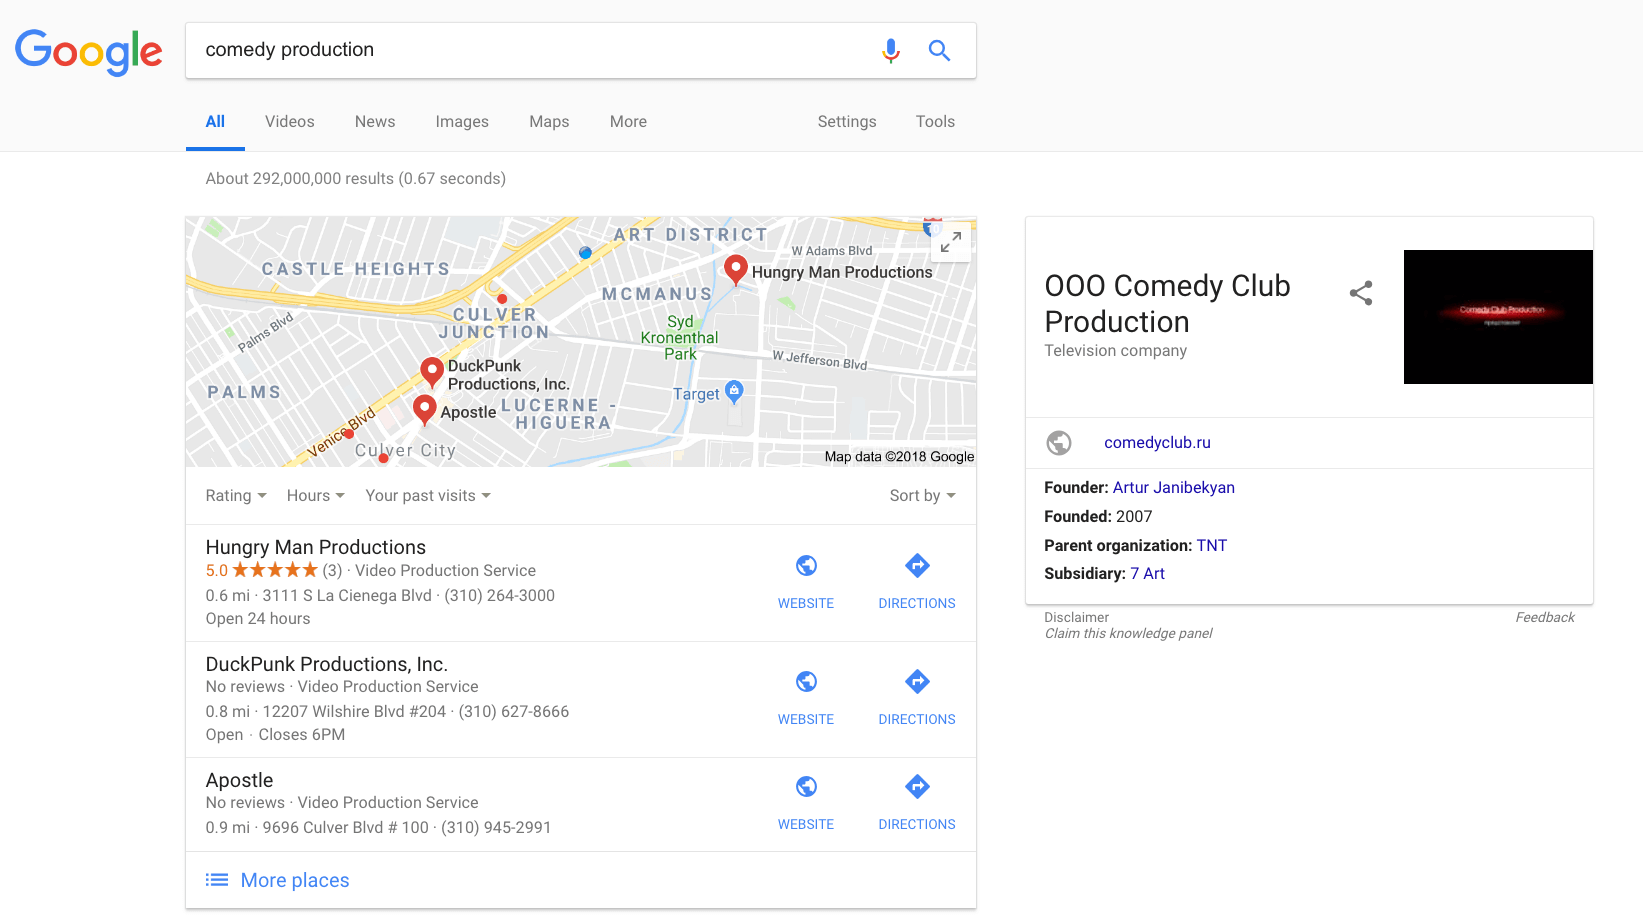 Google
comedy production
All Videos News Images Maps More Settings Tools
About 292,000,000 results (0.67 seconds)
ART DISTRICT
W Adams Blvd
CASTLE HEIGHTS
Hungry Man Productions
MCMANUS
CULVER
JUNCTION
Palms Blvd
Syd
Kronenthal
Park
W Jefferson Blvd
DuckPunk
Productions, Inc.
PALMS
Target
Apostle
LUCERNE -
HIGUERA
Venice Blvd
Culver City
Map data ©2018 Google
Rating Hours Your past visits Sort by
Hungry Man Productions
5.0 (3) · Video Production Service
0.6 mi · 3111 S La Cienega Blvd · (310) 264-3000
Open 24 hours
WEBSITE DIRECTIONS
DuckPunk Productions, Inc.
No reviews · Video Production Service
0.8 mi · 12207 Wilshire Blvd #204 · (310) 627-8666
Open · Closes 6PM
WEBSITE DIRECTIONS
Apostle
No reviews · Video Production Service
0.9 mi · 9696 Culver Blvd # 100 · (310) 945-2991
WEBSITE DIRECTIONS
More places
OOO Comedy Club
Production
Television company
Comedy Club Production
comedyclub.ru
Founder: Artur Janibekyan
Founded: 2007
Parent organization: TNT
Subsidiary: 7 Art
Disclaimer
Claim this knowledge panel
Feedback